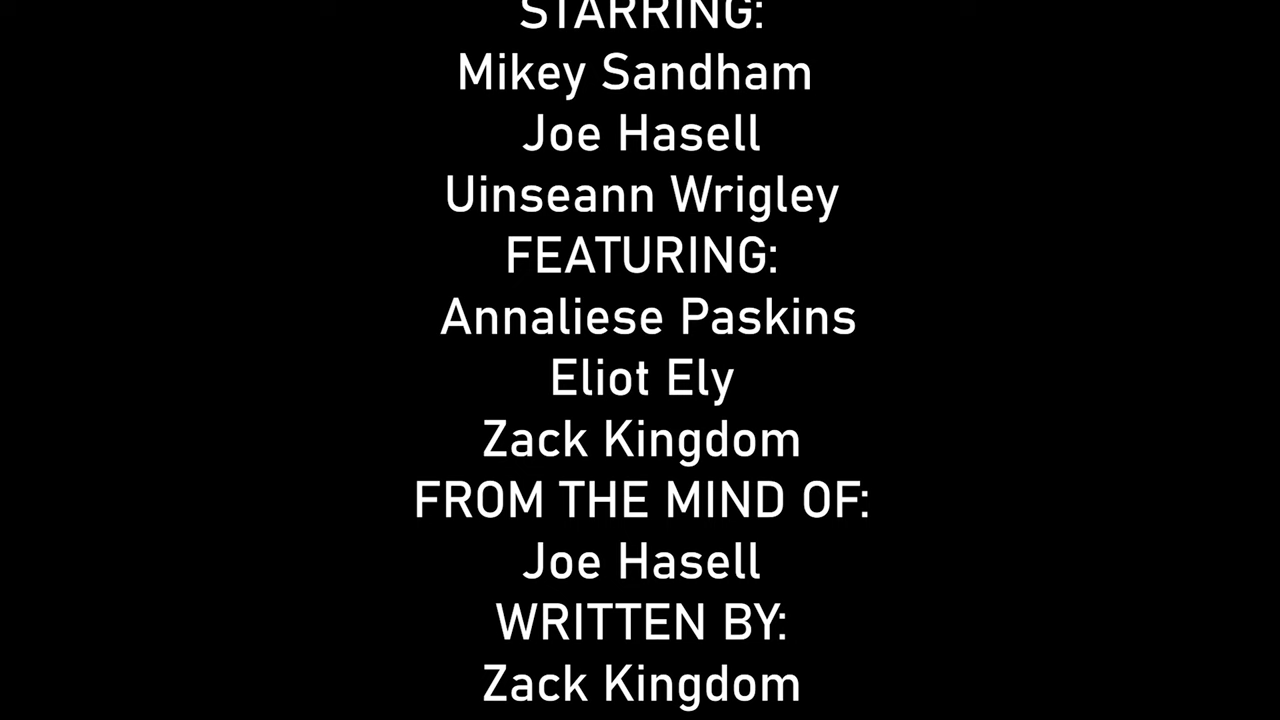 STARRING:
Mikey Sandham
Joe Hasell
Uinseann Wrigley
FEATURING:
Annaliese Paskins
Eliot Ely
Zack Kingdom
FROM THE MIND OF:
Joe Hasell
WRITTEN BY:
Zack Kingdom